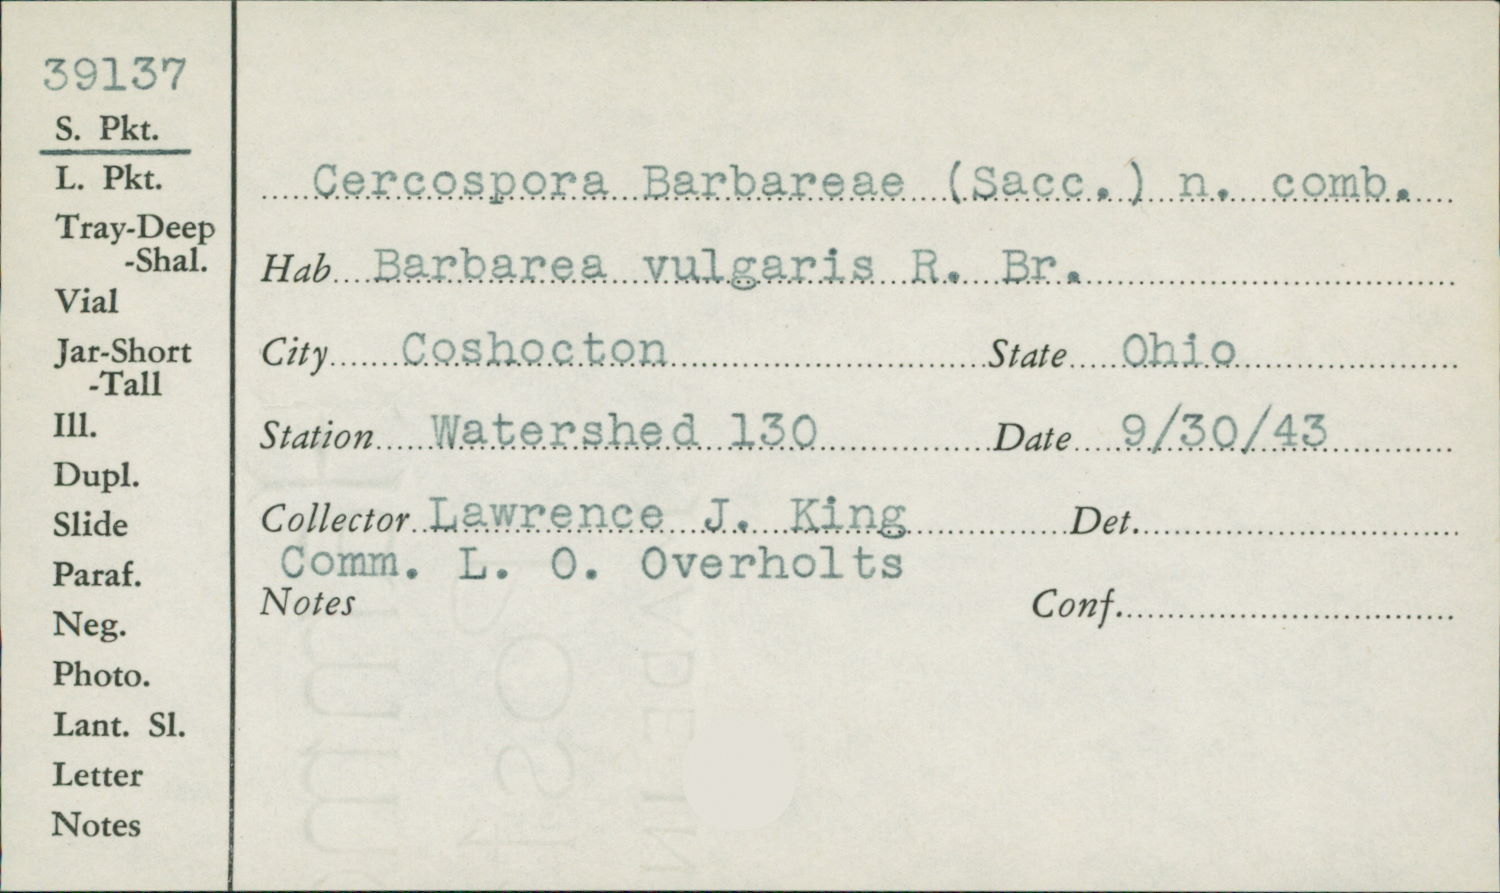 39137
S. Pkt.
L. Pkt.
Tray-Deep
-Shal.
Vial
Jar-Short
-Tall
Ill.
Dupl.
Slide
Paraf.
Neg.
Photo.
Lant. Sl.
Letter
Notes
Cercospora Barbareae (Sacc.) n. comb.
Hab Barbarea vulgaris R. Br.
City Coshocton State Ohio
Station Watershed 130 Date 9/30/43
Collector Lawrence J. King Det.
Comm. L. O. Overholts
Notes Conf.